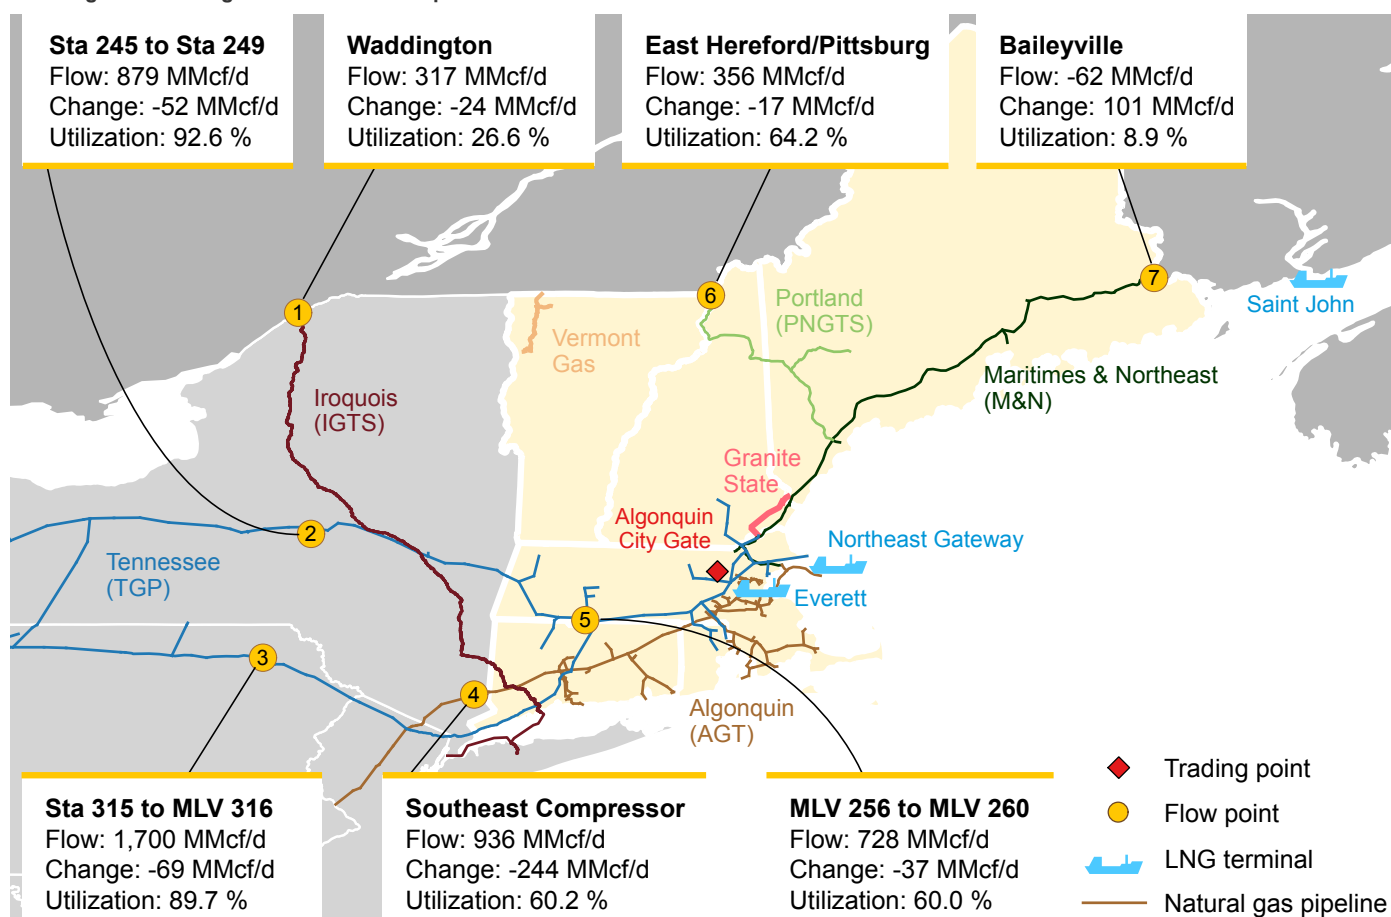 Sta 245 to Sta 249
Flow: 879 MMcf/d
Change: -52 MMcf/d
Utilization: 92.6 %
Waddington
Flow: 317 MMcf/d
Change: -24 MMcf/d
Utilization: 26.6 %
East Hereford/Pittsburg
Flow: 356 MMcf/d
Change: -17 MMcf/d
Utilization: 64.2 %
Baileyville
Flow: -62 MMcf/d
Change: 101 MMcf/d
Utilization: 8.9 %
1
6
7
Saint John
Portland
(PNGTS)
Vermont
Gas
Maritimes & Northeast
(M&N)
Iroquois
(IGTS)
Granite
State
Algonquin
City Gate
2
Northeast Gateway
Tennessee
(TGP)
Everett
5
3
4
Algonquin
(AGT)
Sta 315 to MLV 316
Flow: 1,700 MMcf/d
Change: -69 MMcf/d
Utilization: 89.7 %
Southeast Compressor
Flow: 936 MMcf/d
Change: -244 MMcf/d
Utilization: 60.2 %
MLV 256 to MLV 260
Flow: 728 MMcf/d
Change: -37 MMcf/d
Utilization: 60.0 %
Trading point
Flow point
LNG terminal
Natural gas pipeline